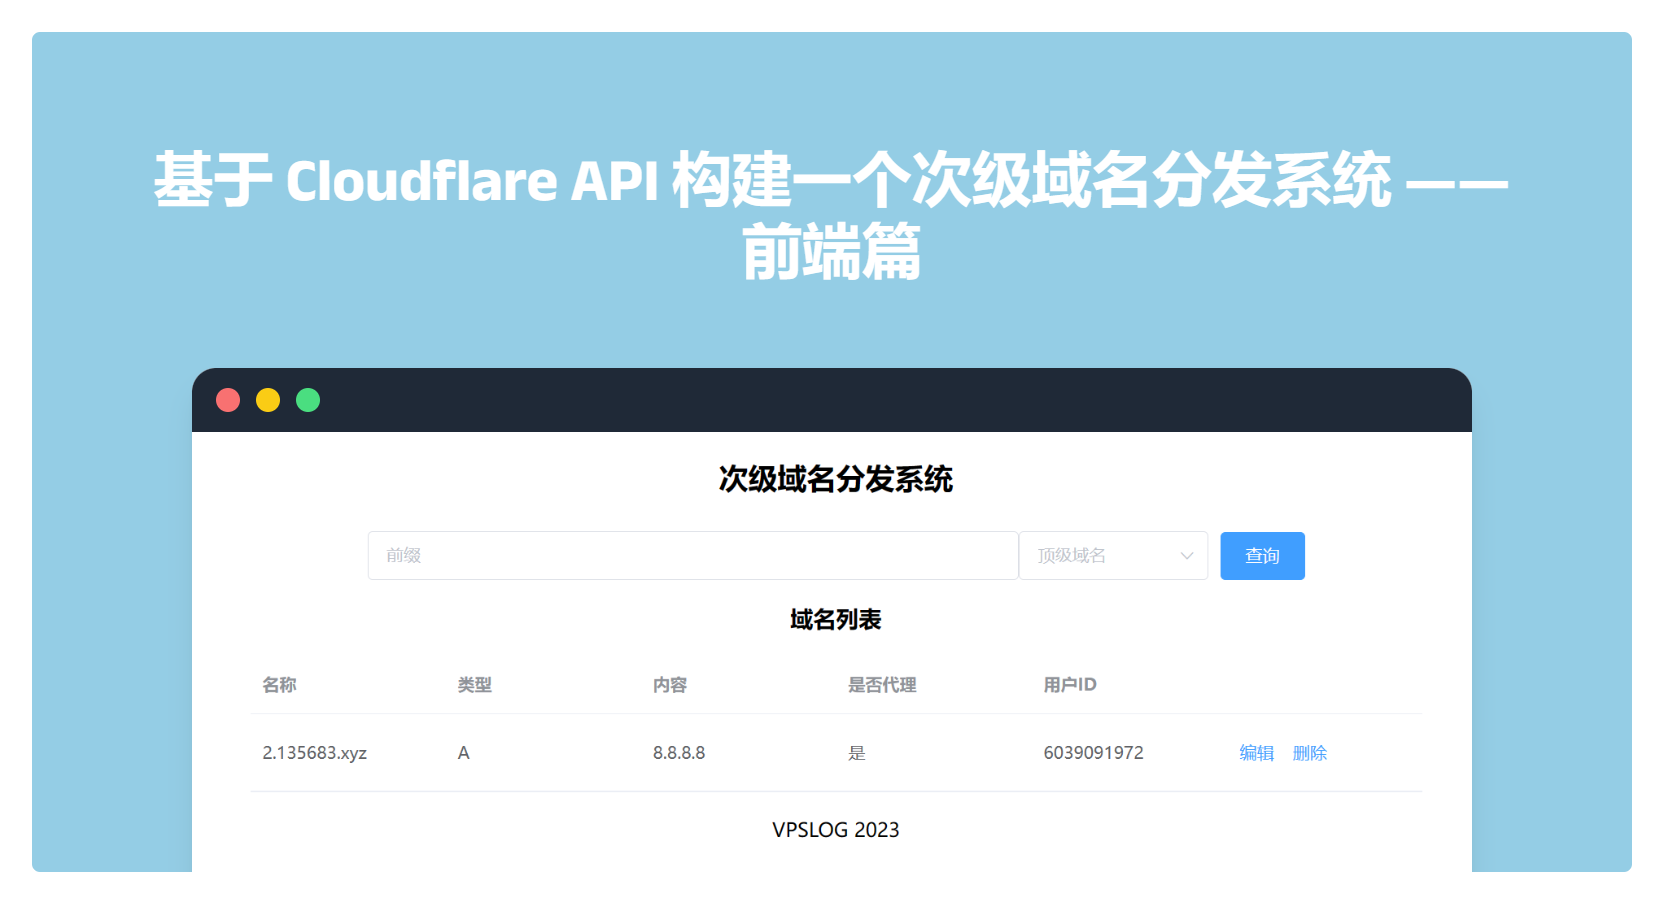 基于 Cloudflare API 构建一个次级域名分发系统 ——
前端篇
次级域名分发系统
前缀 顶级域名 查询
域名列表
名称 类型 内容 是否代理 用户ID
2.135683.xyz A 8.8.8.8 是 6039091972 编辑 删除
VPSLOG 2023